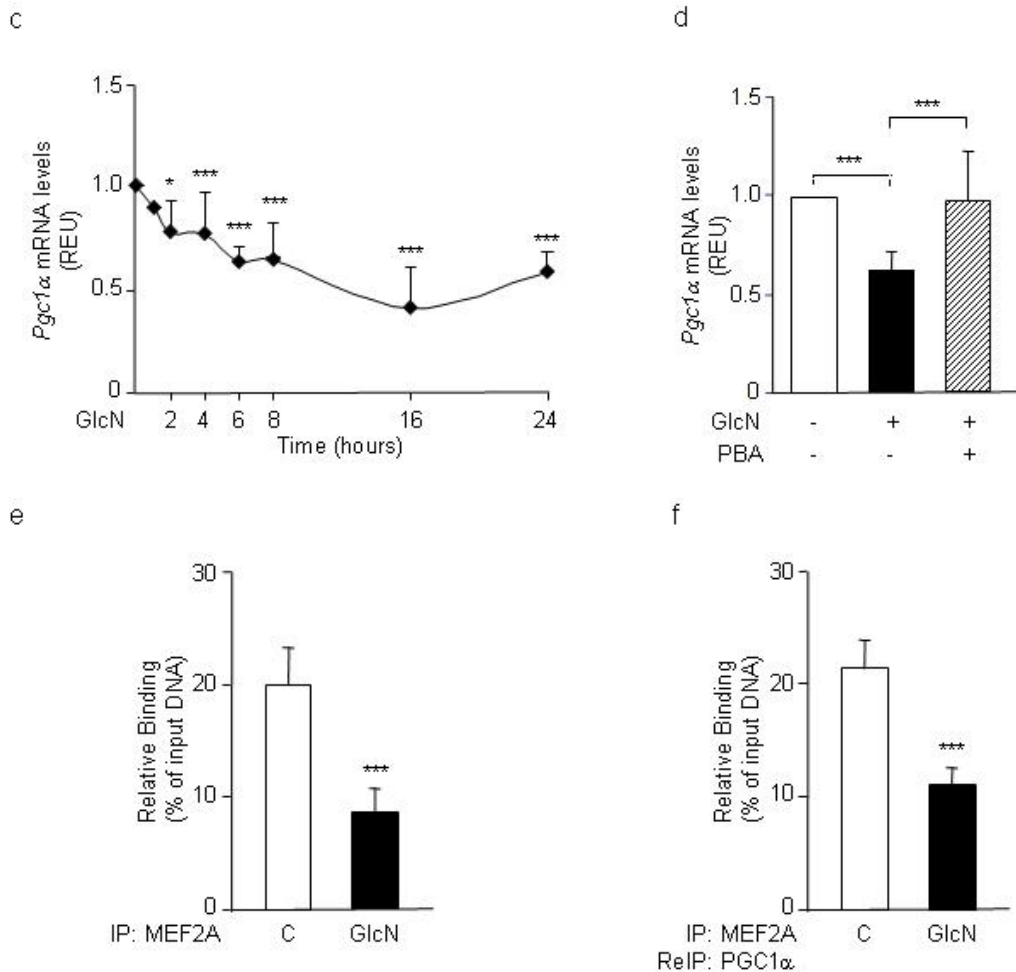 c
1.5
1.0
0.5
0
Pgc1α mRNA levels
(REU)
*
***
***
***
***
***
GlcN 2 4 6 8 16 24
Time (hours)
d
1.5
1.0
0.5
0
Pgc1α mRNA levels
(REU)
***
***
GlcN - + +
PBA - - +
e
30
20
10
0
Relative Binding
(% of input DNA)
***
IP: MEF2A C GlcN
f
30
20
10
0
Relative Binding
(% of input DNA)
***
IP: MEF2A C GlcN
ReIP: PGC1α